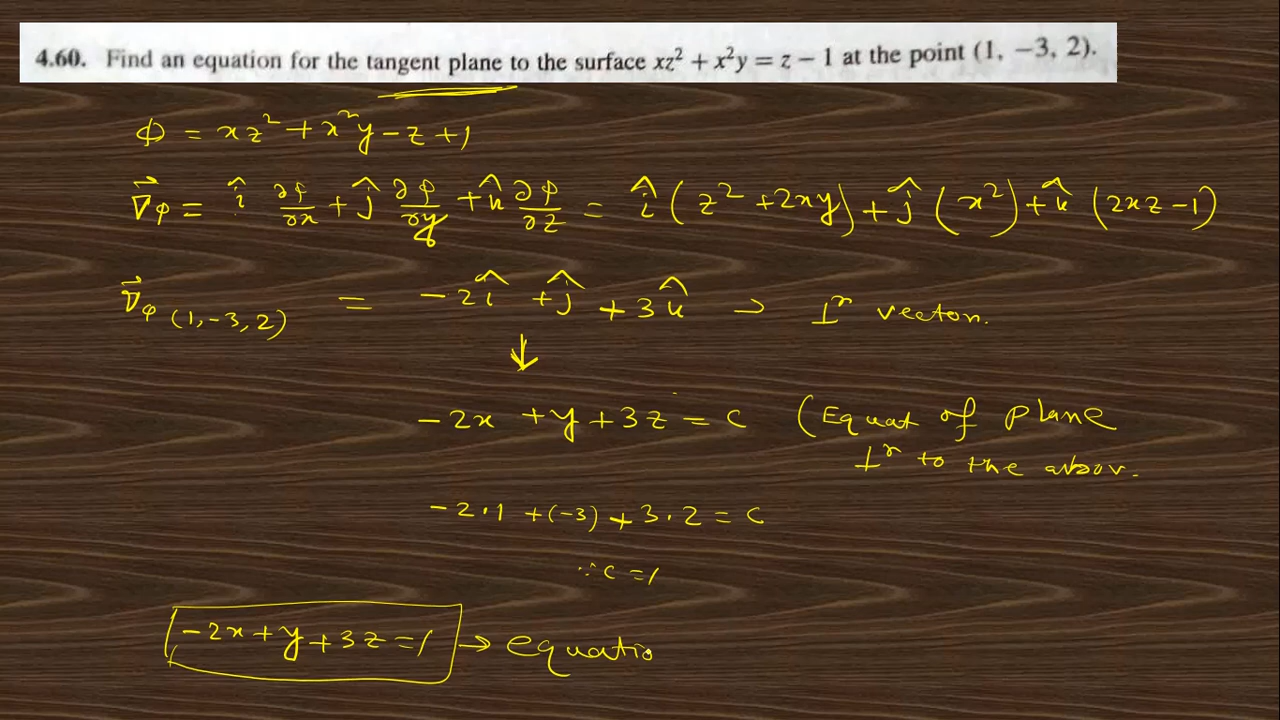 4.60. Find an equation for the tangent plane to the surface xz² + x²y = z − 1 at the point (1, −3, 2).
Φ = xz² + x²y − z + 1
∇⃗φ = î ∂φ/∂x + ĵ ∂φ/∂y + k̂ ∂φ/∂z = î (z² + 2xy) + ĵ (x²) + k̂ (2xz − 1)
∇⃗φ (1, −3, 2) = −2î + ĵ + 3k̂ → ⊥ʳ vector.
↓
−2x + y + 3z = c (Equat of plane
⊥ʳ to the abov.
−2·1 + (−3) + 3·2 = c
∵ c = 1
−2x + y + 3z = 1 → equatio